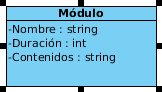 Módulo
-Nombre : string
-Duración : int
-Contenidos : string